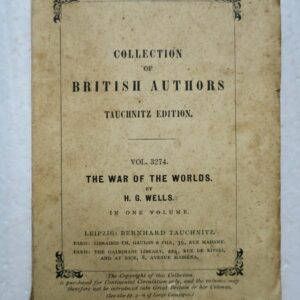 COLLECTION
OF
BRITISH AUTHORS
TAUCHNITZ EDITION.
VOL. 3274.
THE WAR OF THE WORLDS.
BY
H. G. WELLS.
IN ONE VOLUME.
LEIPZIG: BERNHARD TAUCHNITZ.
PARIS: LIBRAIRIE CH. GAULON & FILS, 39, RUE MADAME.
PARIS: THE GALIGNANI LIBRARY, 224, RUE DE RIVOLI,
AND AT NICE, 8, AVENUE MASSÉNA.
The Copyright of this Collection
is purchased for Continental Circulation only, and the volumes may
therefore not be introduced into Great Britain or her Colonies.